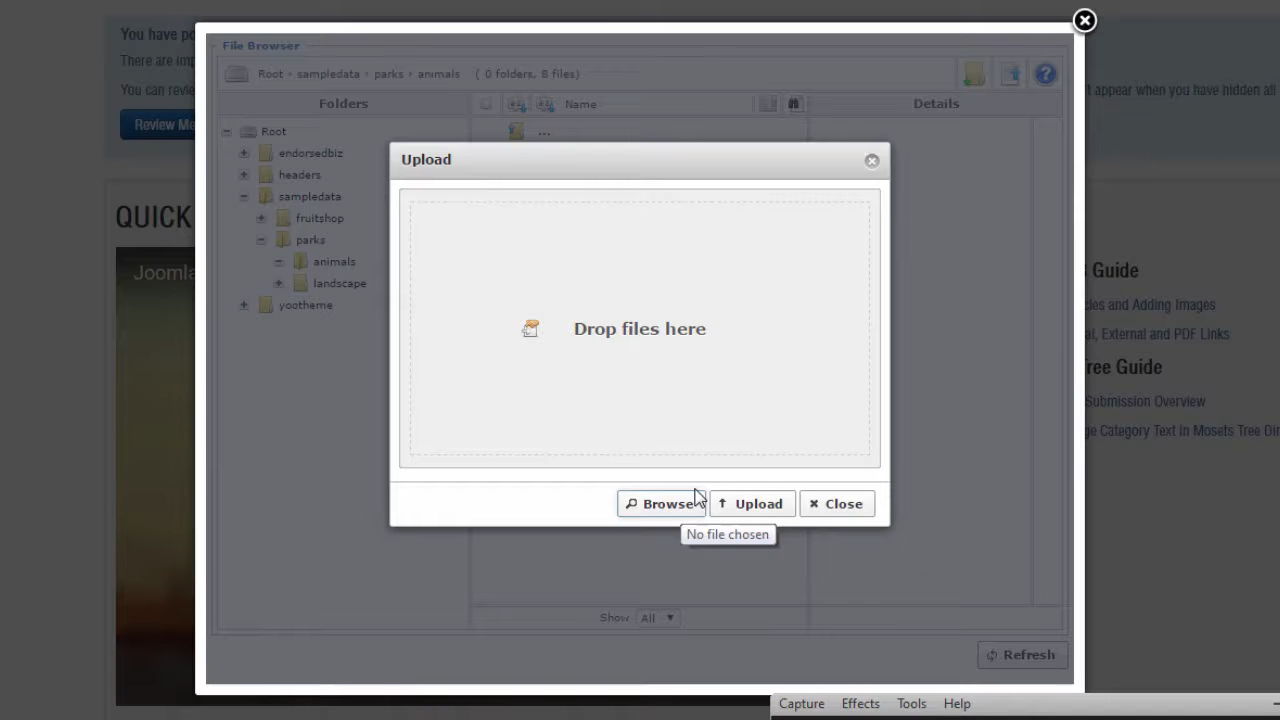 You have po
There are imp
You can revie
t appear when you have hidden all
Review Me
File Browser
Root sampledata parks animals ( 0 folders, 8 files)
Folders
Name
Details
Root
...
endorsedbiz
headers
sampledata
fruitshop
parks
animals
landscape
yootheme
Upload
Drop files here
Browse
Upload
Close
No file chosen
Show All
Refresh
QUICK
Joomla
Guide
cies and Adding Images
al, External and PDF Links
Tree Guide
Submission Overview
ge Category Text in Mosets Tree Di
Capture Effects Tools Help